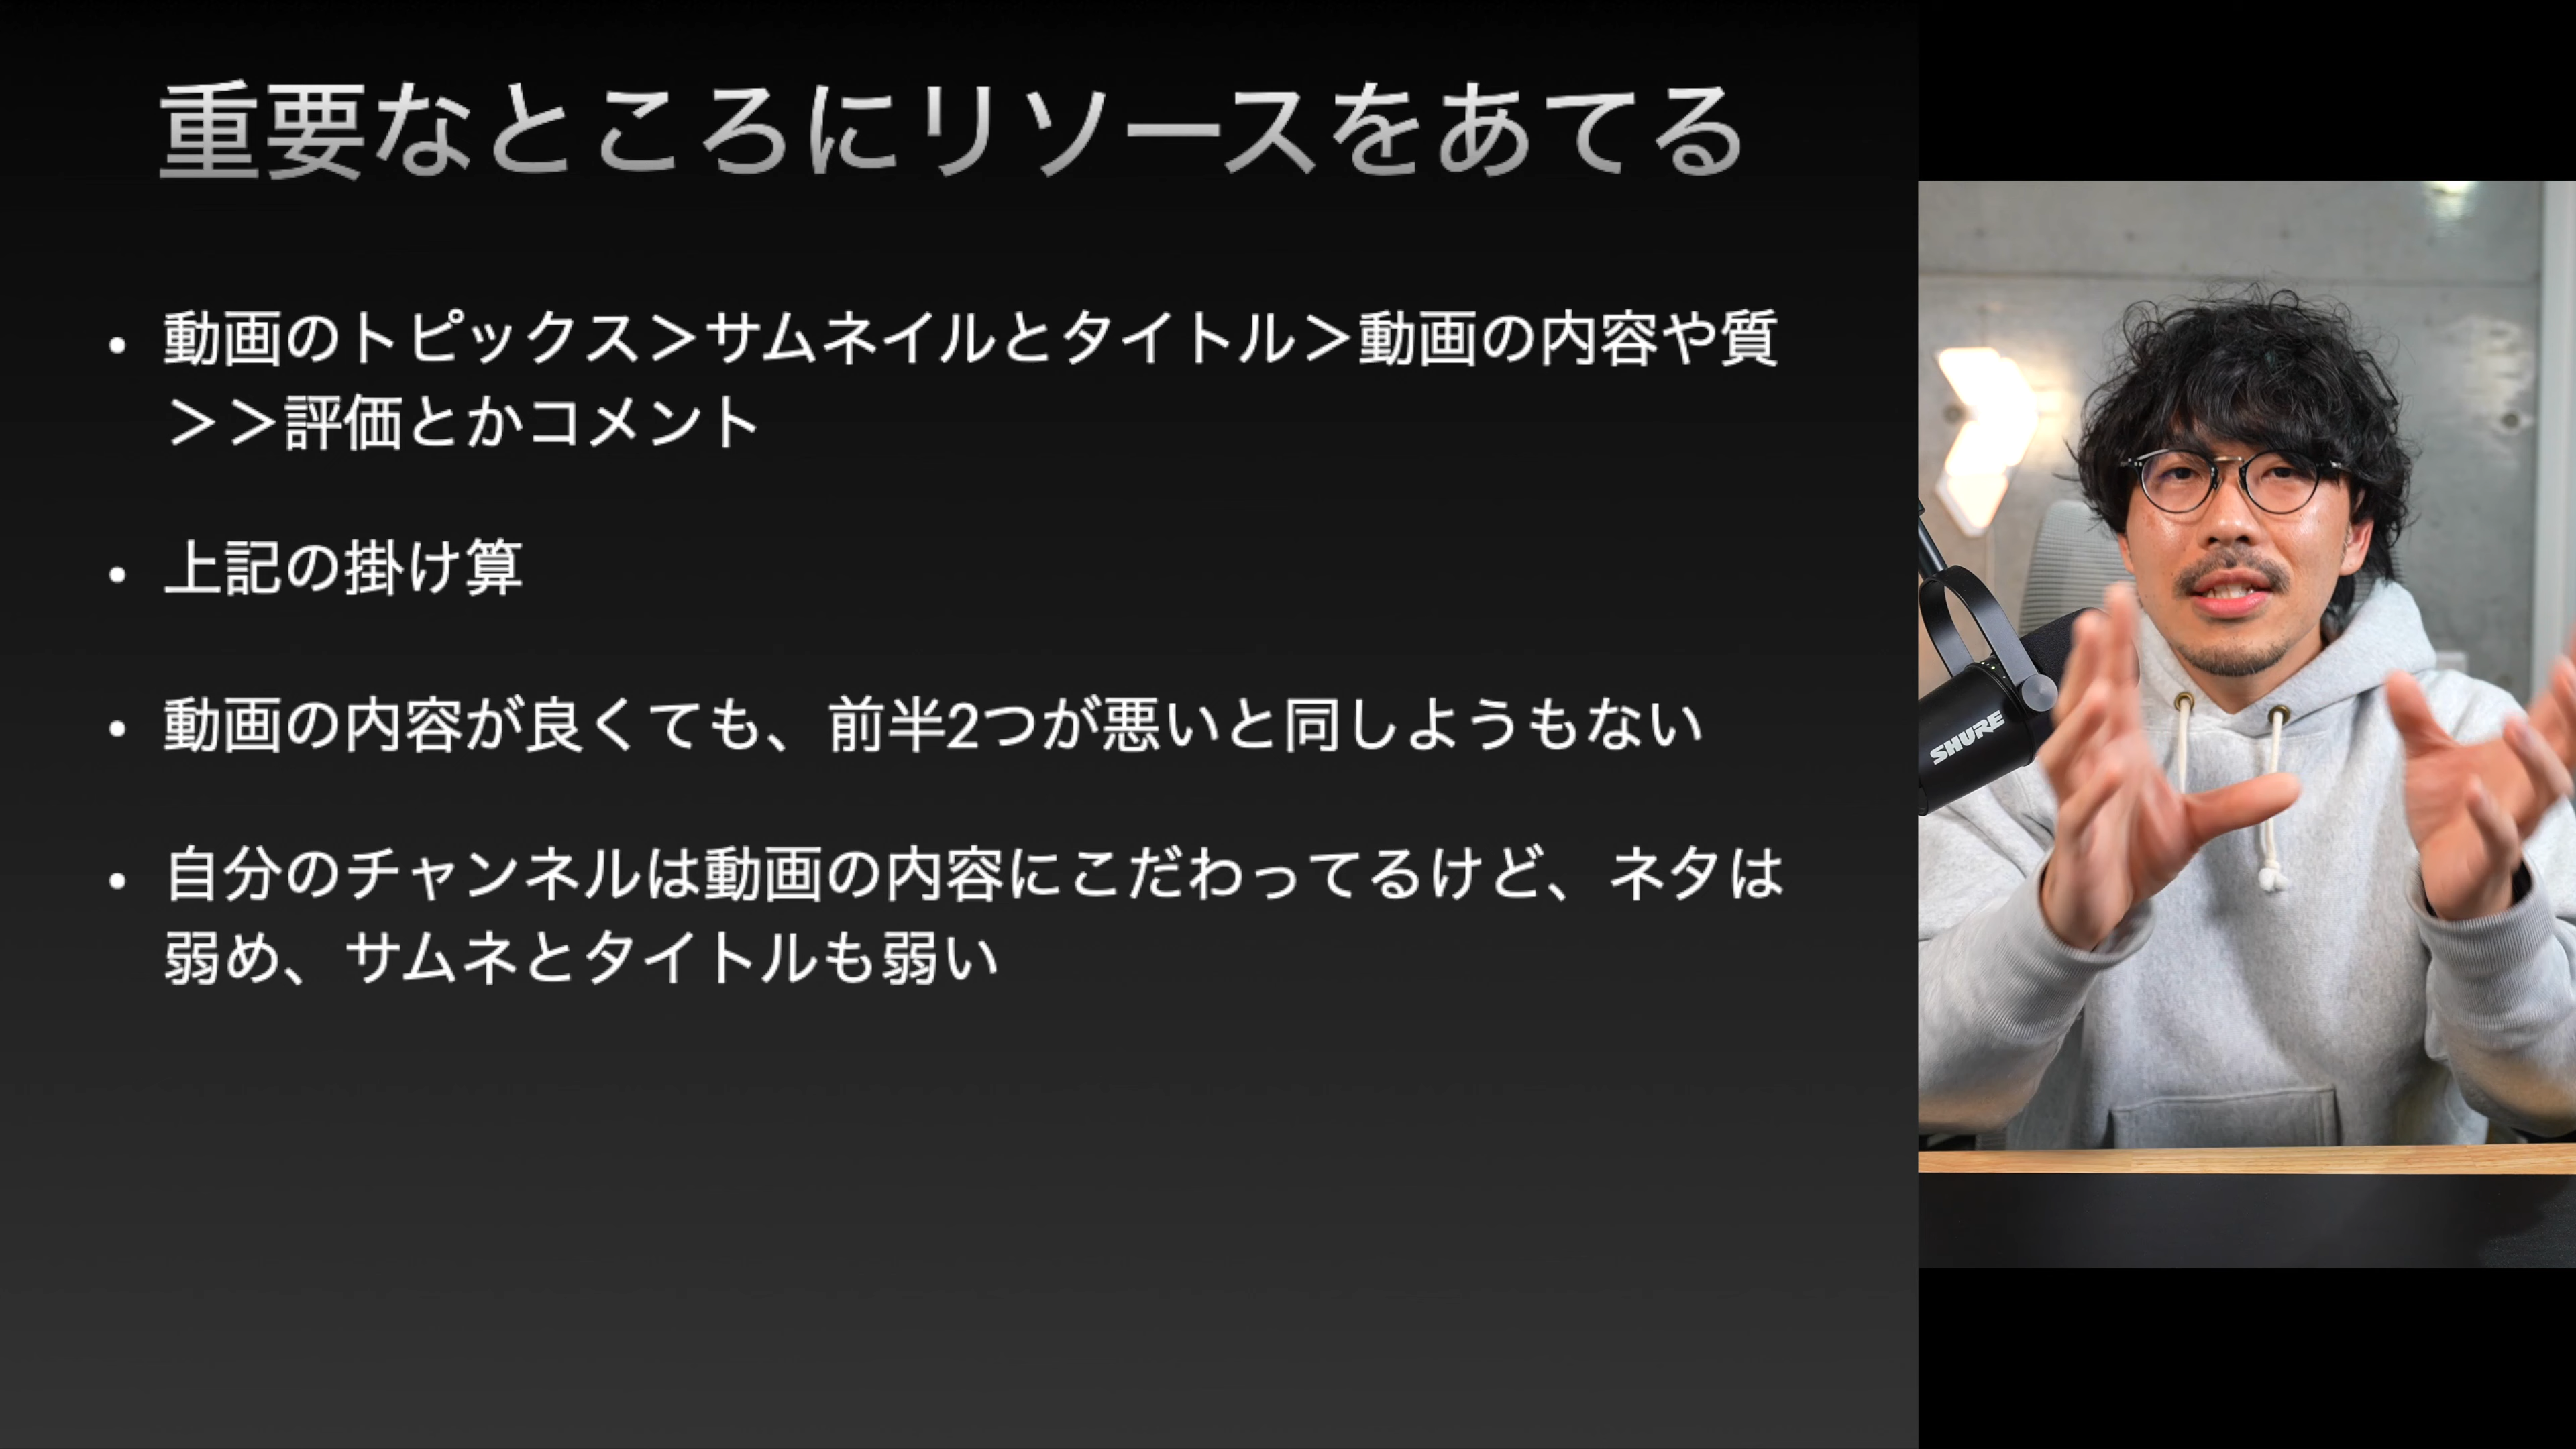 重要なところにリソースをあてる
• 動画のトピックス＞サムネイルとタイトル＞動画の内容や質
＞＞評価とかコメント
• 上記の掛け算
• 動画の内容が良くても、前半2つが悪いと同しようもない
• 自分のチャンネルは動画の内容にこだわってるけど、ネタは
弱め、サムネとタイトルも弱い
SHURE